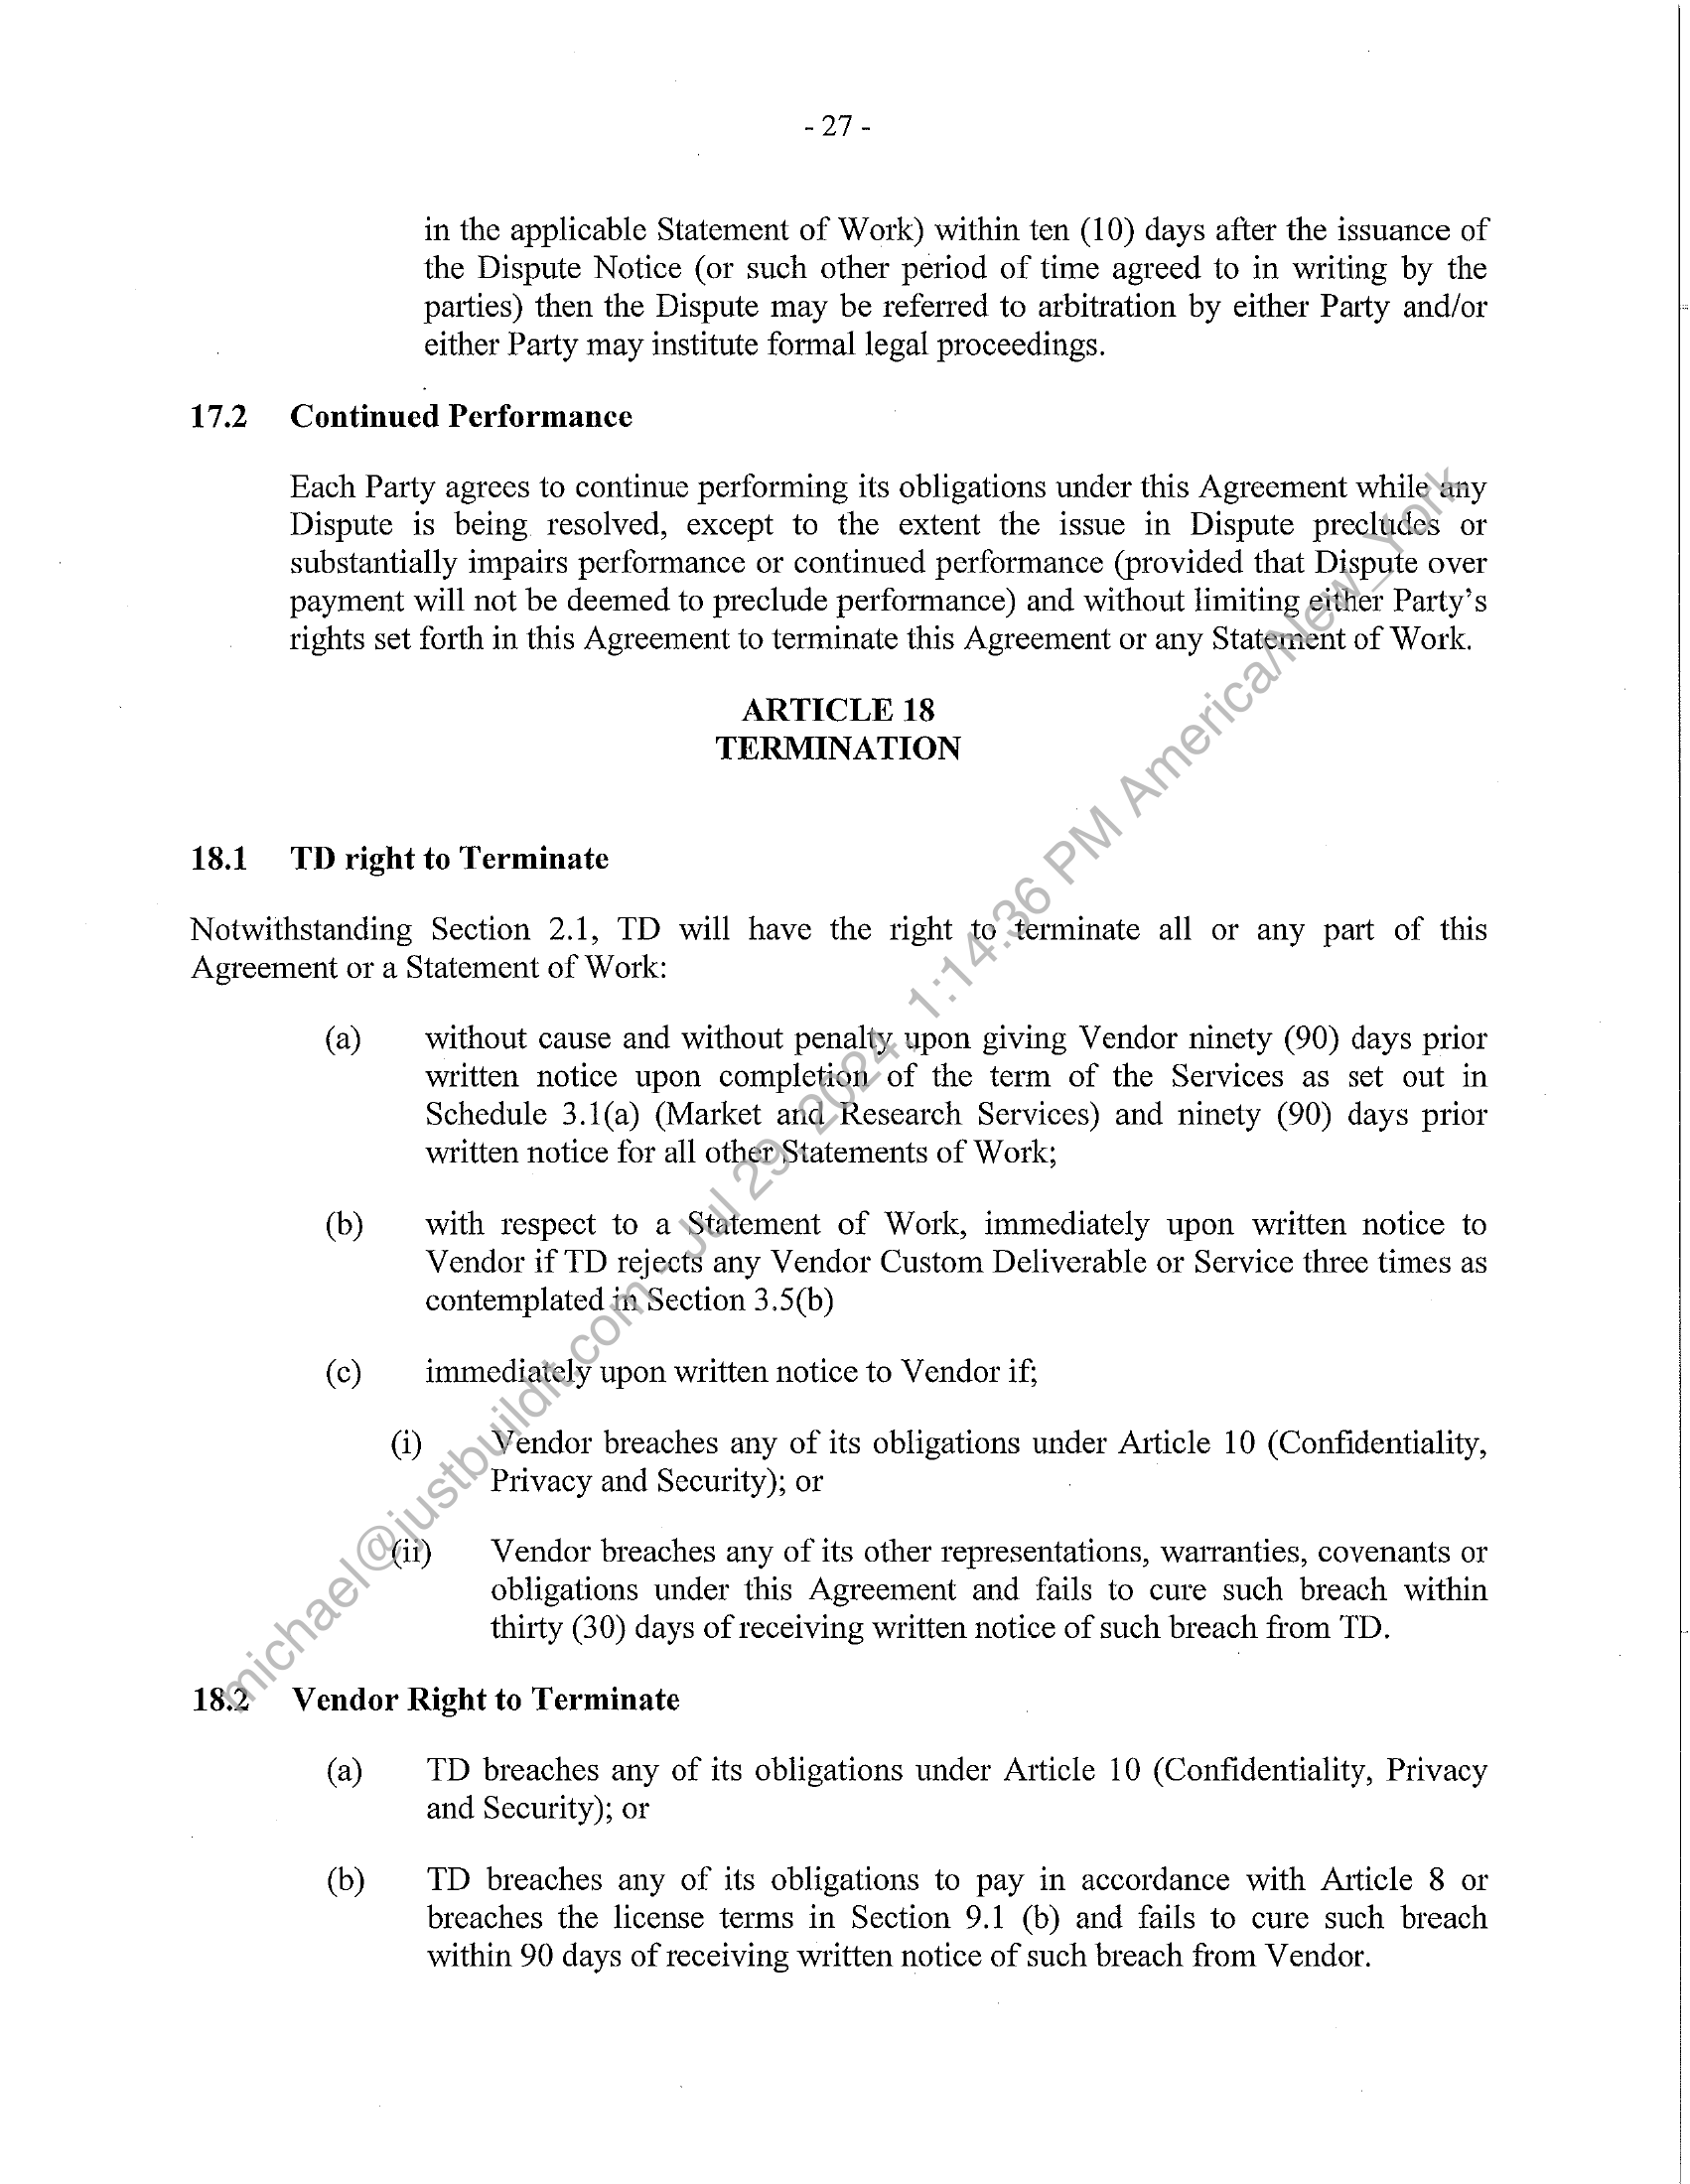 - 27 -
in the applicable Statement of Work) within ten (10) days after the issuance of
the Dispute Notice (or such other period of time agreed to in writing by the
parties) then the Dispute may be referred to arbitration by either Party and/or
either Party may institute formal legal proceedings.
17.2 Continued Performance
Each Party agrees to continue performing its obligations under this Agreement while any
Dispute is being resolved, except to the extent the issue in Dispute precludes or
substantially impairs performance or continued performance (provided that Dispute over
payment will not be deemed to preclude performance) and without limiting either Party's
rights set forth in this Agreement to terminate this Agreement or any Statement of Work.
ARTICLE 18
TERMINATION
18.1 TD right to Terminate
Notwithstanding Section 2.1, TD will have the right to terminate all or any part of this
Agreement or a Statement of Work:
(a) without cause and without penalty upon giving Vendor ninety (90) days prior
written notice upon completion of the term of the Services as set out in
Schedule 3.1(a) (Market and Research Services) and ninety (90) days prior
written notice for all other Statements of Work;
(b) with respect to a Statement of Work, immediately upon written notice to
Vendor if TD rejects any Vendor Custom Deliverable or Service three times as
contemplated in Section 3.5(b)
(c) immediately upon written notice to Vendor if;
(i) Vendor breaches any of its obligations under Article 10 (Confidentiality,
Privacy and Security); or
(ii) Vendor breaches any of its other representations, warranties, covenants or
obligations under this Agreement and fails to cure such breach within
thirty (30) days of receiving written notice of such breach from TD.
18.2 Vendor Right to Terminate
(a) TD breaches any of its obligations under Article 10 (Confidentiality, Privacy
and Security); or
(b) TD breaches any of its obligations to pay in accordance with Article 8 or
breaches the license terms in Section 9.1 (b) and fails to cure such breach
within 90 days of receiving written notice of such breach from Vendor.
michael@justbuildit.com - Jul 29, 2024, 1:14:36 PM America/New_York